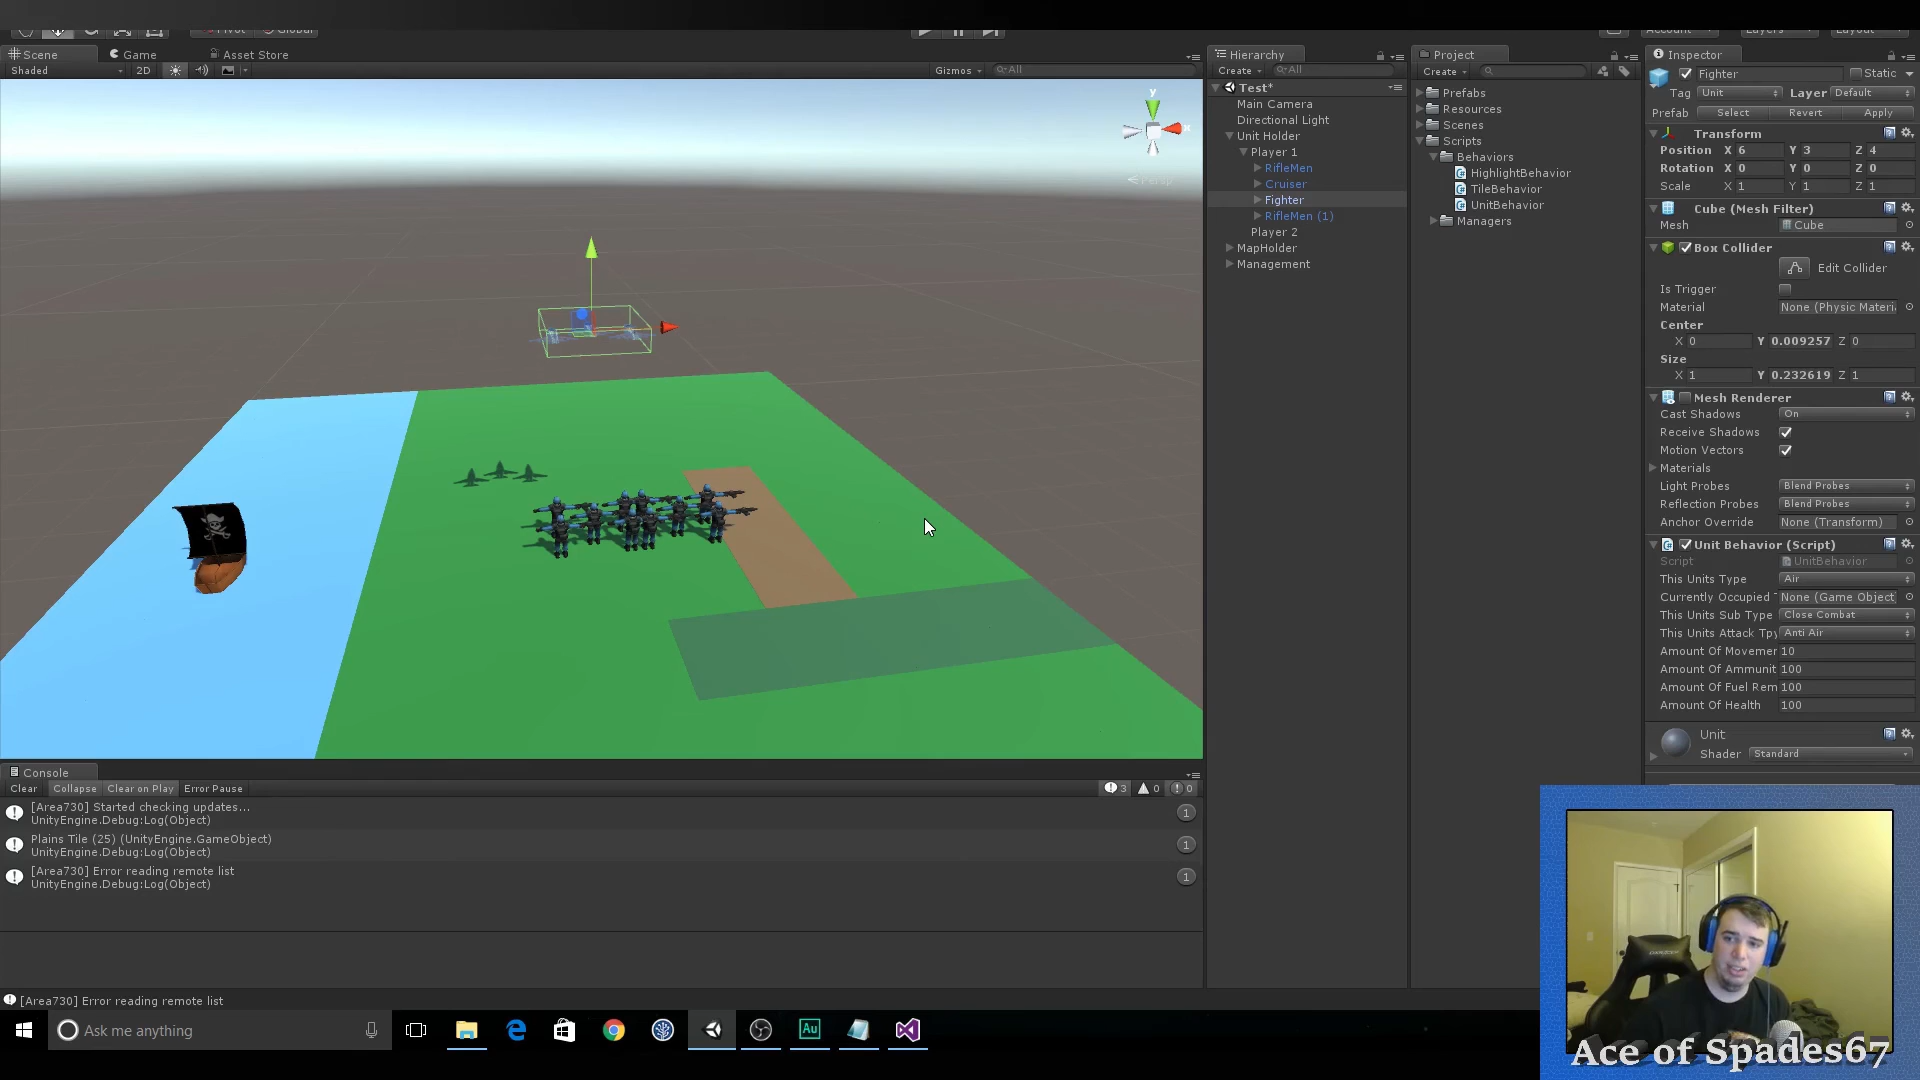 Pivot
Global
Account
Layers
Layout
Scene
Game
Asset Store
Shaded
2D
Gizmos
All
Hierarchy
Create
All
Test*
Main Camera
Directional Light
Unit Holder
Player 1
RifleMen
Cruiser
Fighter
RifleMen (1)
Player 2
MapHolder
Management
Project
Create
Prefabs
Resources
Scenes
Scripts
Behaviors
HighlightBehavior
TileBehavior
UnitBehavior
Managers
Inspector
Fighter
Static
Tag Unit Layer Default
Prefab Select Revert Apply
Transform
Position X 6 Y 3 Z 4
Rotation X 0 Y 0 Z 0
Scale X 1 Y 1 Z 1
Cube (Mesh Filter)
Mesh Cube
Box Collider
Edit Collider
Is Trigger
Material None (Physic Materi
Center
X 0 Y 0.009257 Z 0
Size
X 1 Y 0.232619 Z 1
Mesh Renderer
Cast Shadows On
Receive Shadows
Motion Vectors
Materials
Light Probes Blend Probes
Reflection Probes Blend Probes
Anchor Override None (Transform)
Unit Behavior (Script)
Script UnitBehavior
This Units Type Air
Currently Occupied T None (Game Object
This Units Sub Type Close Combat
This Units Attack Tpy Anti Air
Amount Of Movemer 10
Amount Of Ammunit 100
Amount Of Fuel Rem 100
Amount Of Health 100
Unit
Shader Standard
y
x
Persp
Console
Clear Collapse Clear on Play Error Pause
3 0 0
[Area730] Started checking updates...
UnityEngine.Debug:Log(Object)
1
Plains Tile (25) (UnityEngine.GameObject)
UnityEngine.Debug:Log(Object)
1
[Area730] Error reading remote list
UnityEngine.Debug:Log(Object)
1
[Area730] Error reading remote list
Ask me anything
Au
Ace of Spades67